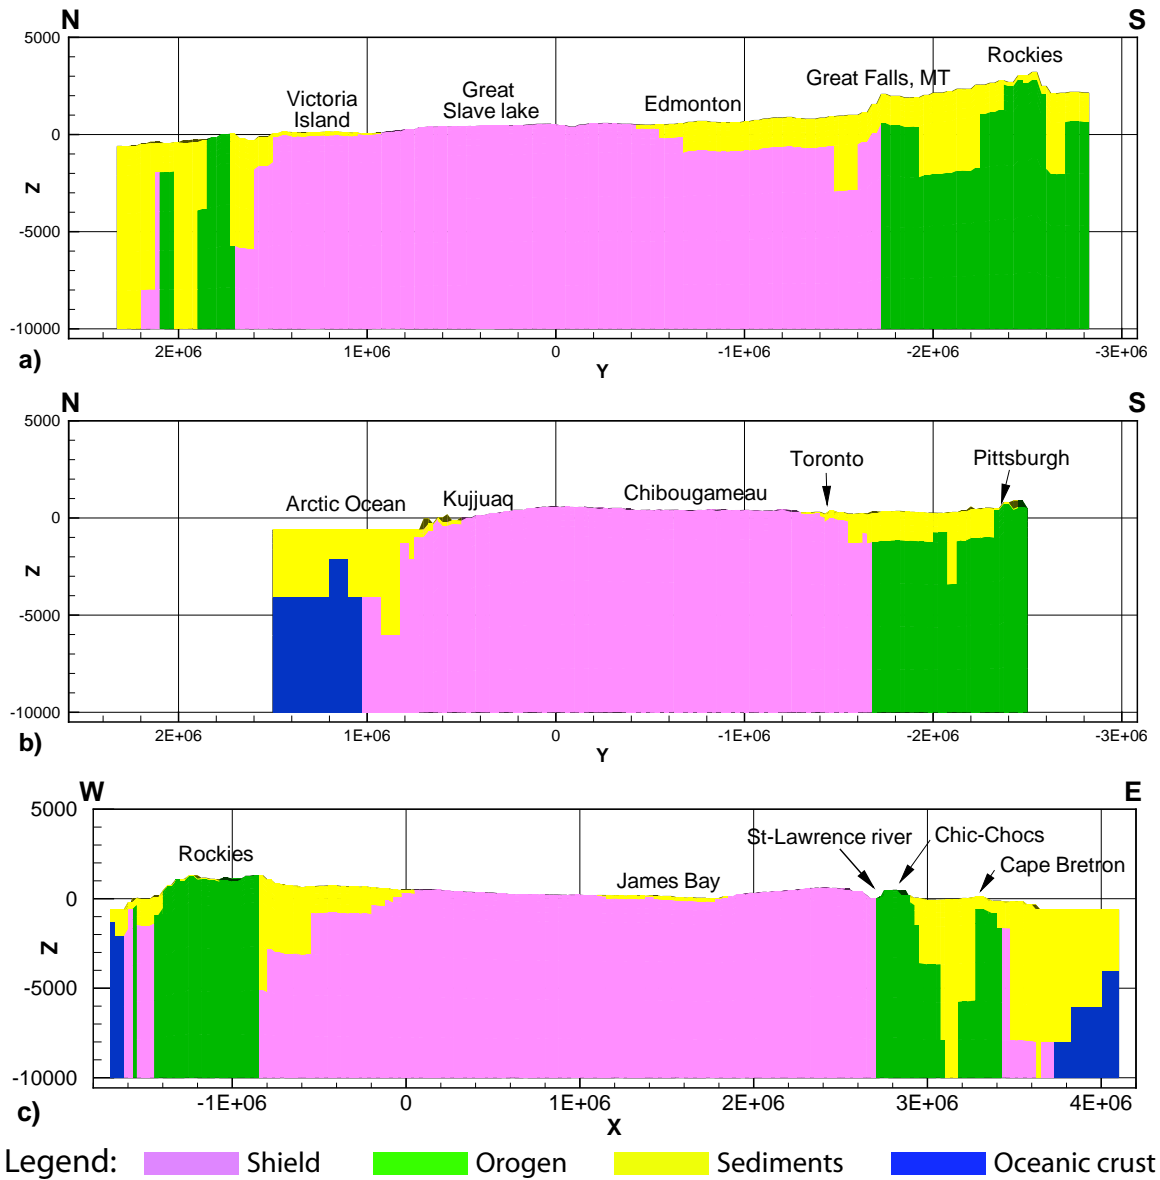 N S
5000
0
-5000
-10000
Z
Victoria
Island
Great
Slave lake
Edmonton
Great Falls, MT
Rockies
2E+06 1E+06 0 -1E+06 -2E+06 -3E+06
Y
a)
N S
5000
0
-5000
-10000
Z
Arctic Ocean
Kujjuaq
Chibougameau
Toronto
Pittsburgh
2E+06 1E+06 0 -1E+06 -2E+06 -3E+06
Y
b)
W E
5000
0
-5000
-10000
Z
Rockies
James Bay
St-Lawrence river
Chic-Chocs
Cape Bretron
-1E+06 0 1E+06 2E+06 3E+06 4E+06
X
c)
Legend: Shield Orogen Sediments Oceanic crust